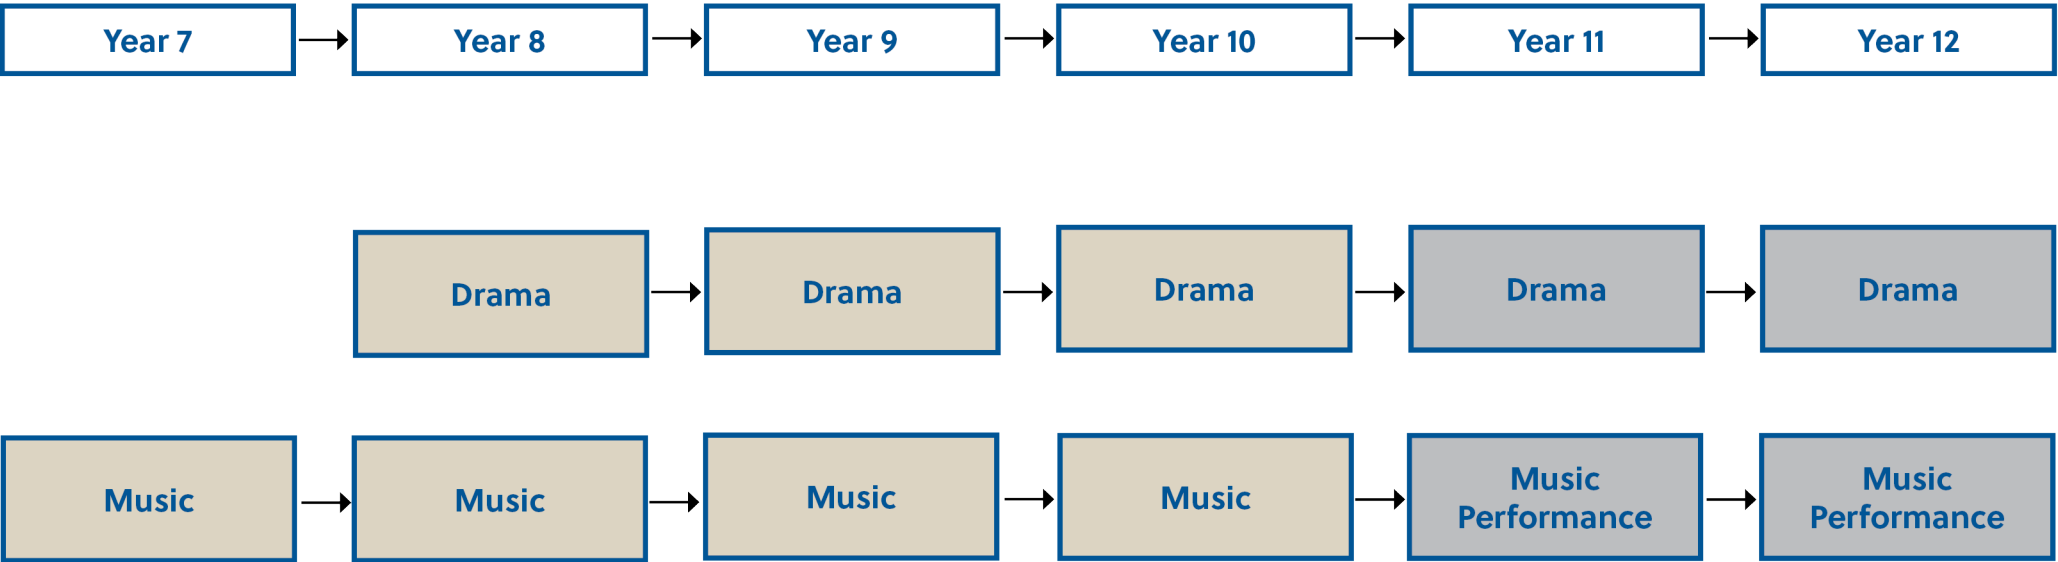 Year 7
Year 8
Year 9
Year 10
Year 11
Year 12
Drama
Drama
Drama
Drama
Drama
Music
Music
Music
Music
Music
Performance
Music
Performance